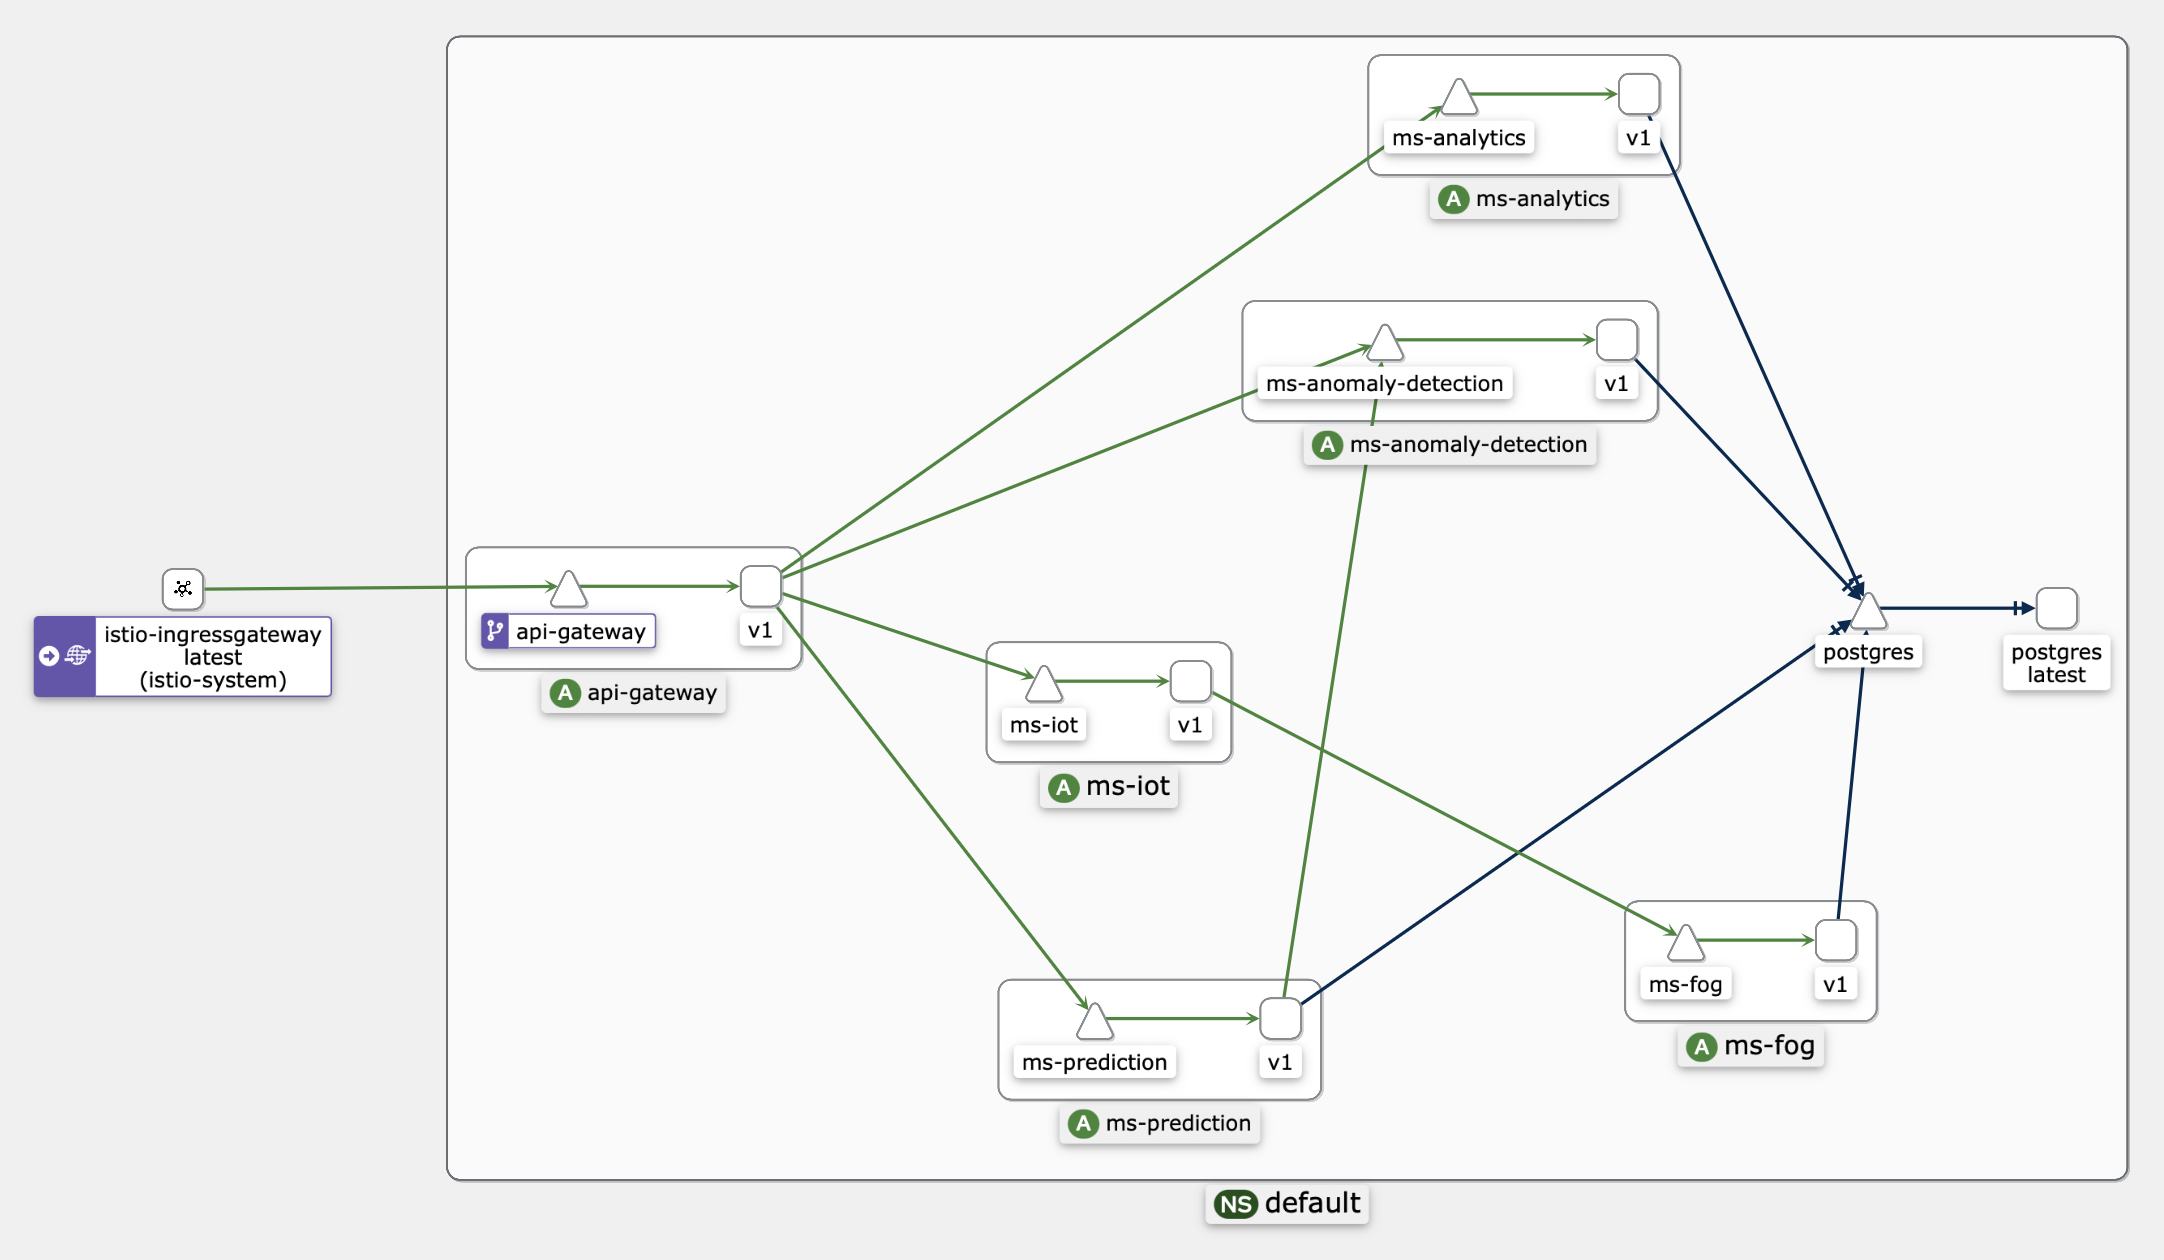 ms-analytics
v1
A ms-analytics
ms-anomaly-detection
v1
A ms-anomaly-detection
istio-ingressgateway
latest
(istio-system)
api-gateway
v1
A api-gateway
ms-iot
v1
A ms-iot
postgres
postgres
latest
ms-prediction
v1
A ms-prediction
ms-fog
v1
A ms-fog
NS default